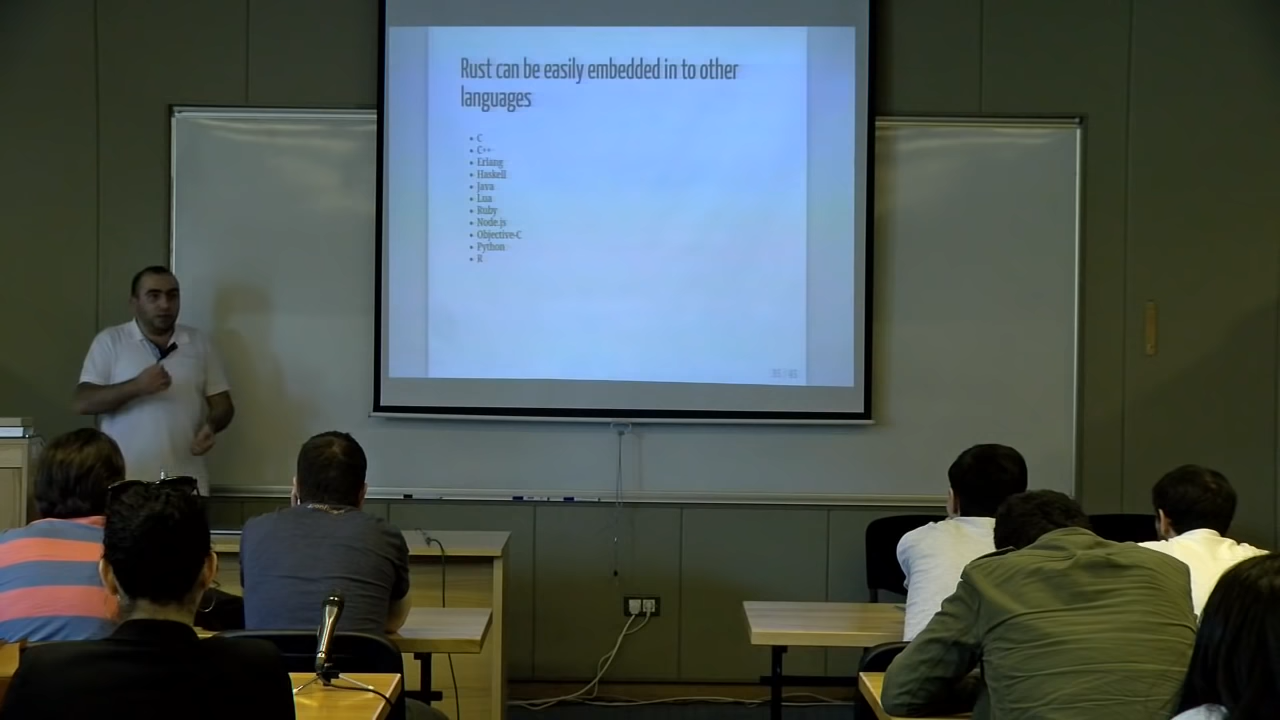 Rust can be easily embedded in to other
languages
• C
• C++
• Erlang
• Haskell
• Java
• Lua
• Ruby
• Node.js
• Objective-C
• Python
• R